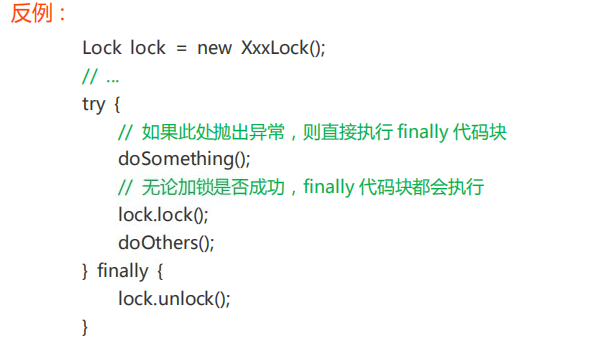 反例：
Lock lock = new XxxLock();
// ...
try {
// 如果此处抛出异常，则直接执行 finally 代码块
doSomething();
// 无论加锁是否成功，finally 代码块都会执行
lock.lock();
doOthers();
} finally {
lock.unlock();
}